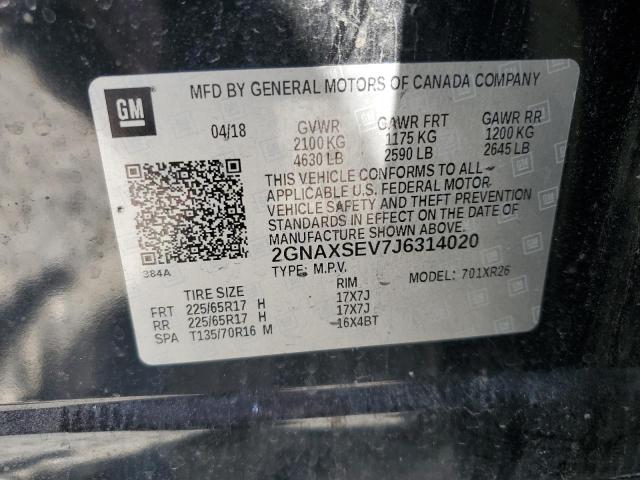 MFD BY GENERAL MOTORS OF CANADA COMPANY
GM
04/18 GVWR GAWR FRT GAWR RR
2100 KG 1175 KG 1200 KG
4630 LB 2590 LB 2645 LB
THIS VEHICLE CONFORMS TO ALL
APPLICABLE U.S. FEDERAL MOTOR
VEHICLE SAFETY AND THEFT PREVENTION
STANDARDS IN EFFECT ON THE DATE OF
MANUFACTURE SHOWN ABOVE.
384A
2GNAXSEV7J6314020
TYPE: M.P.V. MODEL: 701XR26
TIRE SIZE RIM
FRT 225/65R17 H 17X7J
RR 225/65R17 H 17X7J
SPA T135/70R16 M 16X4BT